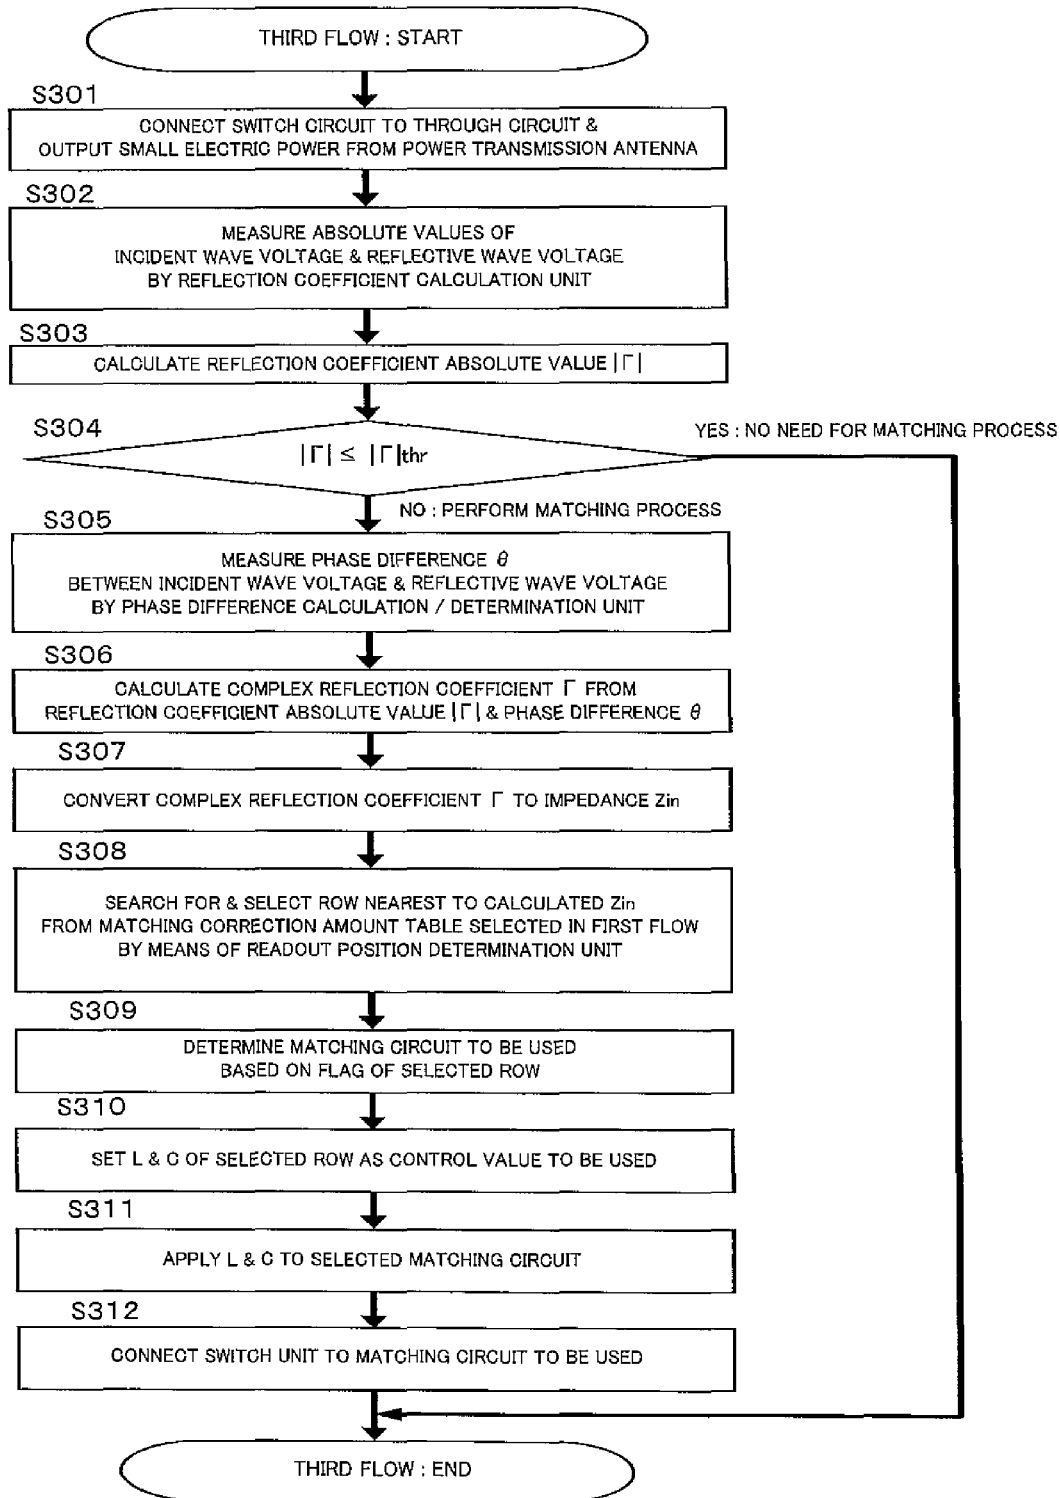 THIRD FLOW : START
S301
CONNECT SWITCH CIRCUIT TO THROUGH CIRCUIT &
OUTPUT SMALL ELECTRIC POWER FROM POWER TRANSMISSION ANTENNA
S302
MEASURE ABSOLUTE VALUES OF
INCIDENT WAVE VOLTAGE & REFLECTIVE WAVE VOLTAGE
BY REFLECTION COEFFICIENT CALCULATION UNIT
S303
CALCULATE REFLECTION COEFFICIENT ABSOLUTE VALUE |Γ|
S304
|Γ| ≤ |Γ|thr
YES : NO NEED FOR MATCHING PROCESS
NO : PERFORM MATCHING PROCESS
S305
MEASURE PHASE DIFFERENCE θ
BETWEEN INCIDENT WAVE VOLTAGE & REFLECTIVE WAVE VOLTAGE
BY PHASE DIFFERENCE CALCULATION / DETERMINATION UNIT
S306
CALCULATE COMPLEX REFLECTION COEFFICIENT Γ FROM
REFLECTION COEFFICIENT ABSOLUTE VALUE |Γ| & PHASE DIFFERENCE θ
S307
CONVERT COMPLEX REFLECTION COEFFICIENT Γ TO IMPEDANCE Zin
S308
SEARCH FOR & SELECT ROW NEAREST TO CALCULATED Zin
FROM MATCHING CORRECTION AMOUNT TABLE SELECTED IN FIRST FLOW
BY MEANS OF READOUT POSITION DETERMINATION UNIT
S309
DETERMINE MATCHING CIRCUIT TO BE USED
BASED ON FLAG OF SELECTED ROW
S310
SET L & C OF SELECTED ROW AS CONTROL VALUE TO BE USED
S311
APPLY L & C TO SELECTED MATCHING CIRCUIT
S312
CONNECT SWITCH UNIT TO MATCHING CIRCUIT TO BE USED
THIRD FLOW : END